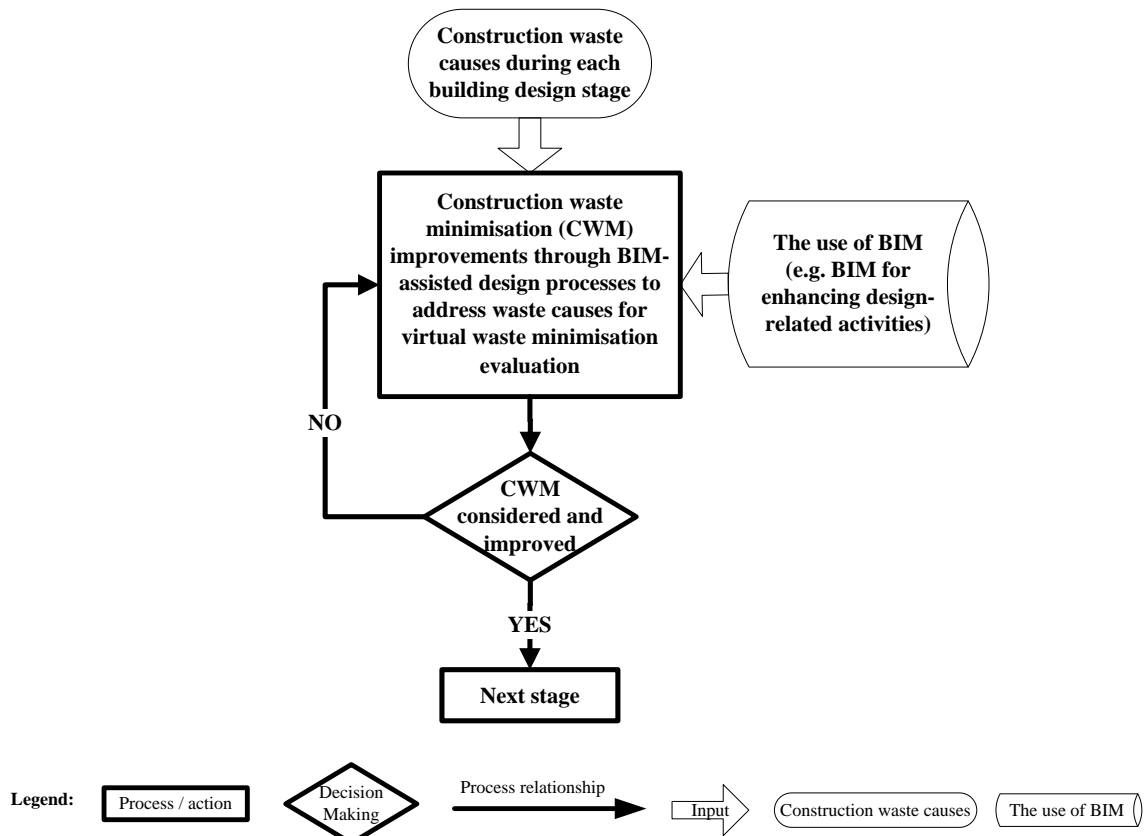 Construction waste
causes during each
building design stage
Construction waste
minimisation (CWM)
improvements through BIM-
assisted design processes to
address waste causes for
virtual waste minimisation
evaluation
The use of BIM
(e.g. BIM for
enhancing design-
related activities)
NO
CWM
considered and
improved
YES
Next stage
Legend:
Process / action
Decision
Making
Process relationship
Input
Construction waste causes
The use of BIM